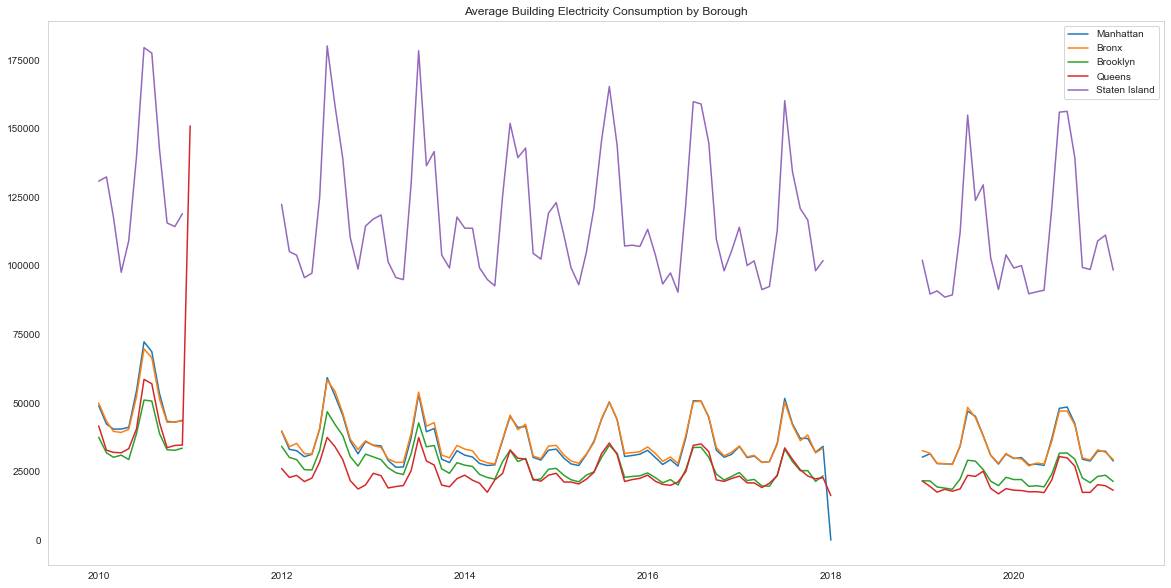 Average Building Electricity Consumption by Borough
Manhattan
Bronx
Brooklyn
Queens
Staten Island
175000
150000
125000
100000
75000
50000
25000
0
2010 2012 2014 2016 2018 2020